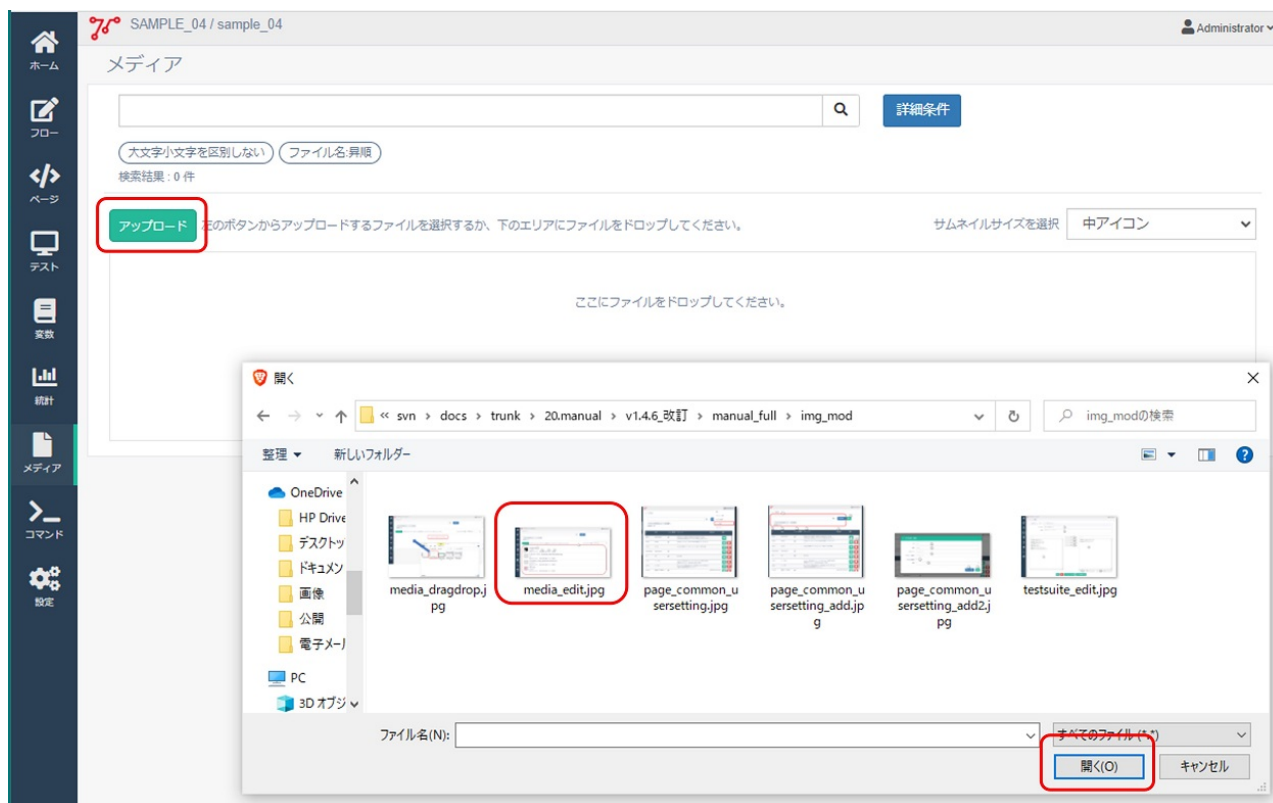 SAMPLE_04 / sample_04
Administrator
ホーム
フロー
ページ
テスト
変数
統計
メディア
コマンド
設定
メディア
詳細条件
大文字小文字を区別しない ファイル名:昇順
検索結果 : 0 件
アップロード 左のボタンからアップロードするファイルを選択するか、下のエリアにファイルをドロップしてください。 サムネイルサイズを選択 中アイコン
ここにファイルをドロップしてください。
開く
« svn › docs › trunk › 20.manual › v1.4.6_改訂 › manual_full › img_mod
img_modの検索
整理 新しいフォルダー
OneDrive
HP Drive
デスクトッ
ドキュメン
画像
公開
電子メール
PC
3D オブジ
media_dragdrop.j
pg
media_edit.jpg
page_common_u
sersetting.jpg
page_common_u
sersetting_add.jp
g
page_common_u
sersetting_add2.j
pg
testsuite_edit.jpg
ファイル名(N):
すべてのファイル (*.*)
開く(O) キャンセル